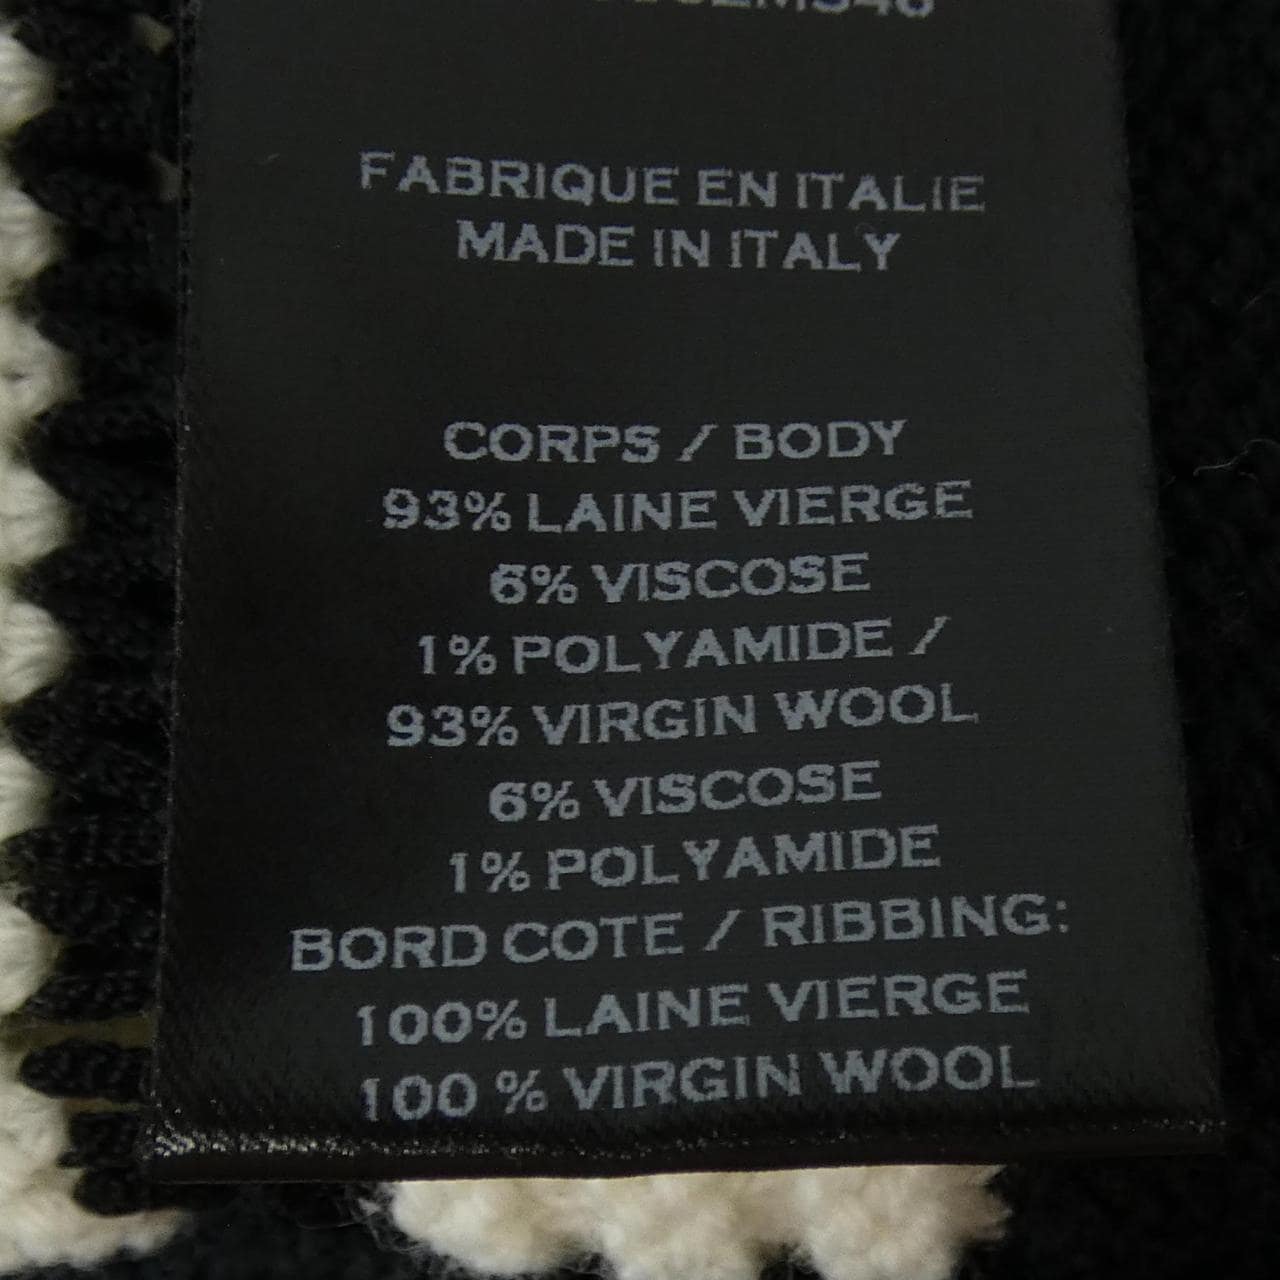 FABRIQUE EN ITALIE
MADE IN ITALY
CORPS / BODY
93% LAINE VIERGE
6% VISCOSE
1% POLYAMIDE /
93% VIRGIN WOOL
6% VISCOSE
1% POLYAMIDE
BORD COTE / RIBBING:
100% LAINE VIERGE
100 % VIRGIN WOOL